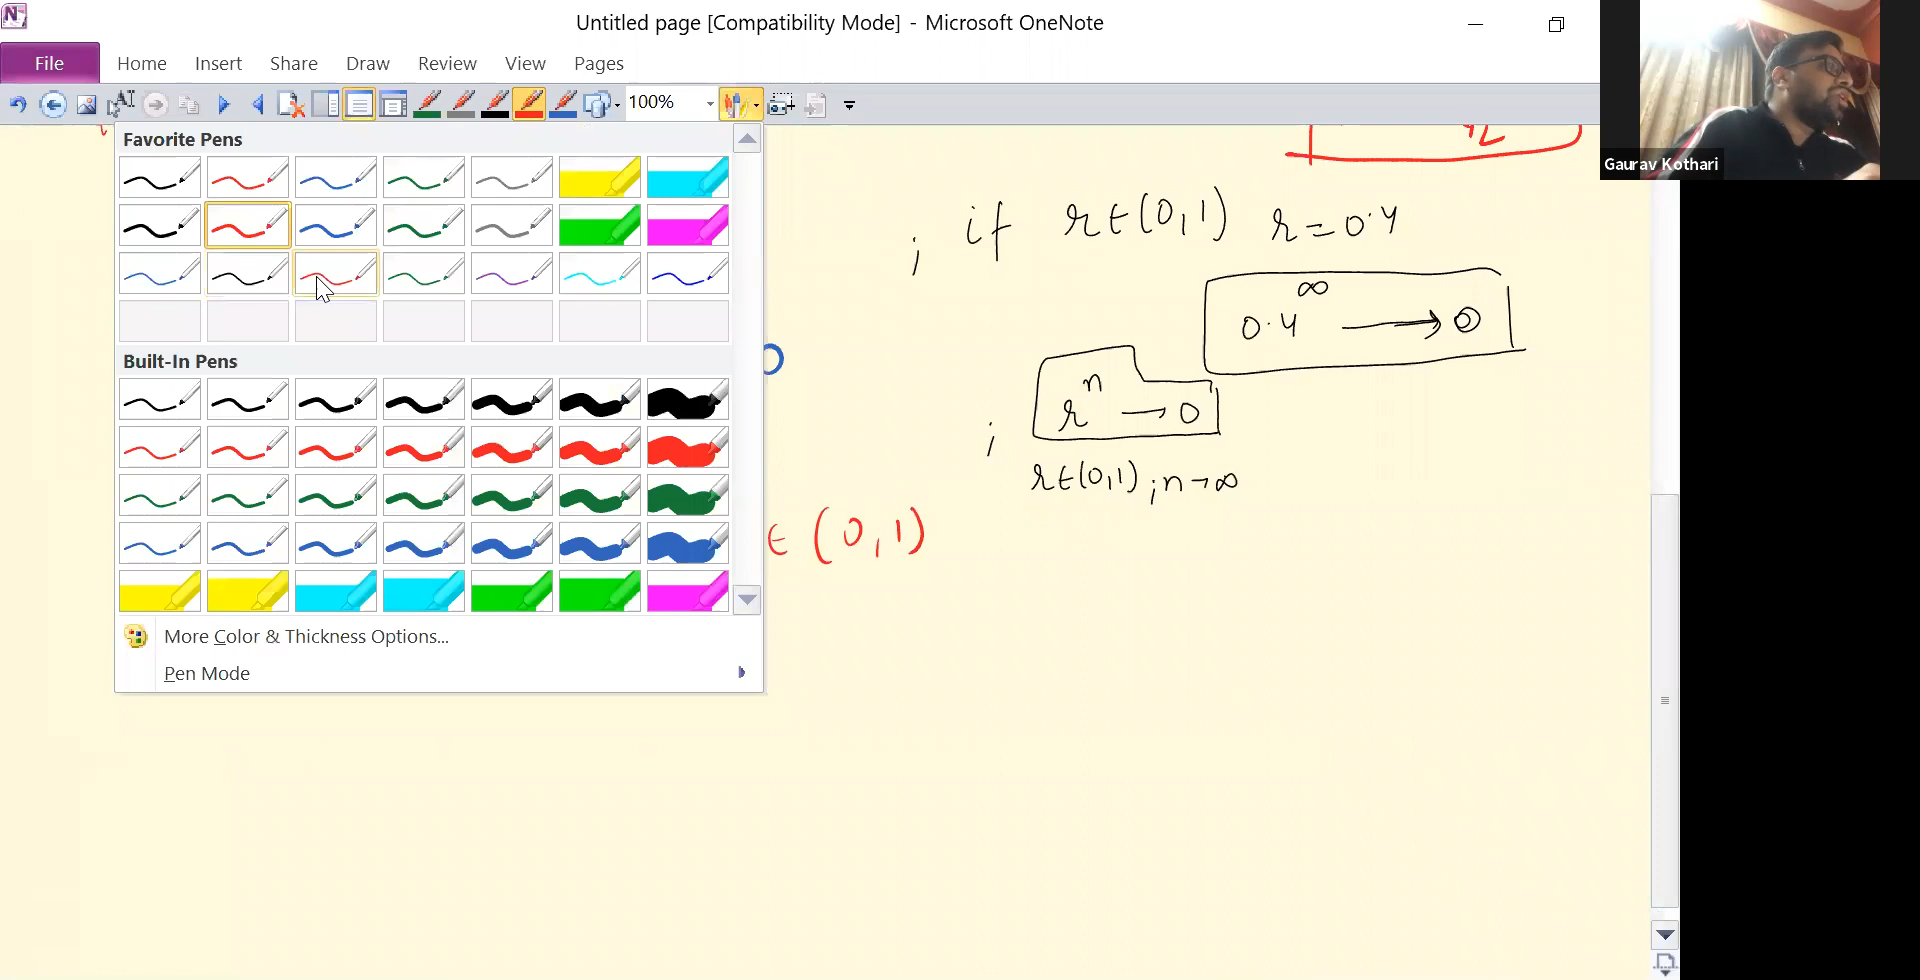 Untitled page [Compatibility Mode] - Microsoft OneNote
File Home Insert Share Draw Review View Pages
100%
Gaurav Kothari
Favorite Pens
Built-In Pens
More Color & Thickness Options...
Pen Mode
; if r∈(0,1) r=0.4
0.4^∞ → 0
; r^n → 0
r∈(0,1) ; n→∞
∈ (0,1)